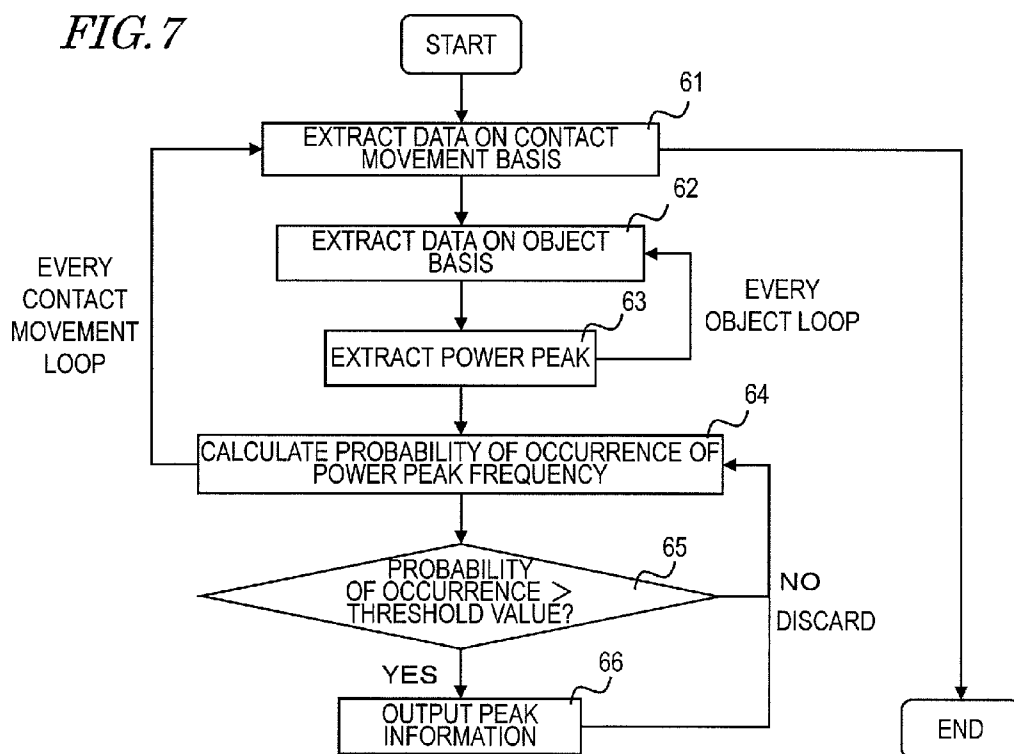 FIG. 7
START
61
EXTRACT DATA ON CONTACT
MOVEMENT BASIS
62
EXTRACT DATA ON OBJECT
BASIS
EVERY
CONTACT
MOVEMENT
LOOP
63
EVERY
OBJECT LOOP
EXTRACT POWER PEAK
64
CALCULATE PROBABILITY OF OCCURRENCE OF
POWER PEAK FREQUENCY
65
PROBABILITY
OF OCCURRENCE >
THRESHOLD VALUE?
NO
DISCARD
YES
66
OUTPUT PEAK
INFORMATION
END